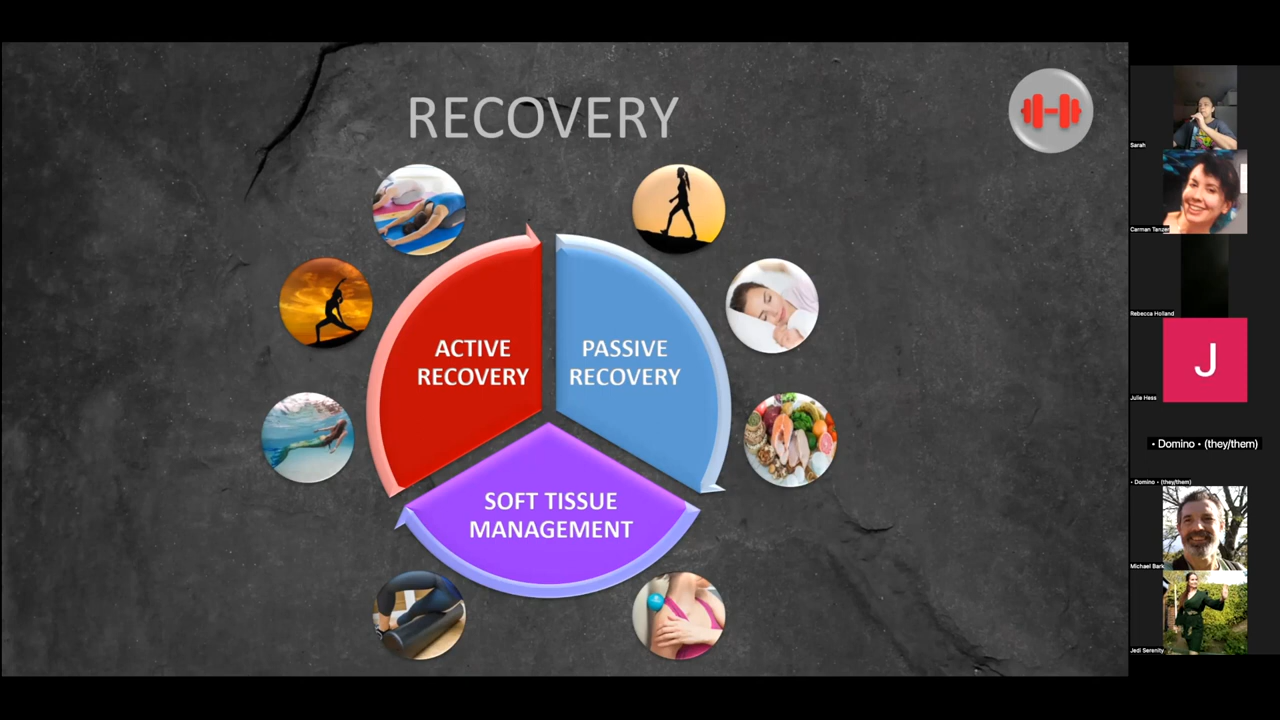 RECOVERY
ACTIVE
RECOVERY
PASSIVE
RECOVERY
SOFT TISSUE
MANAGEMENT
Sarah
Carman Tanzer
Rebecca Holland
J
Julie Hess
• Domino • (they/them)
• Domino • (they/them)
Michael Bark
Jedi Serenity